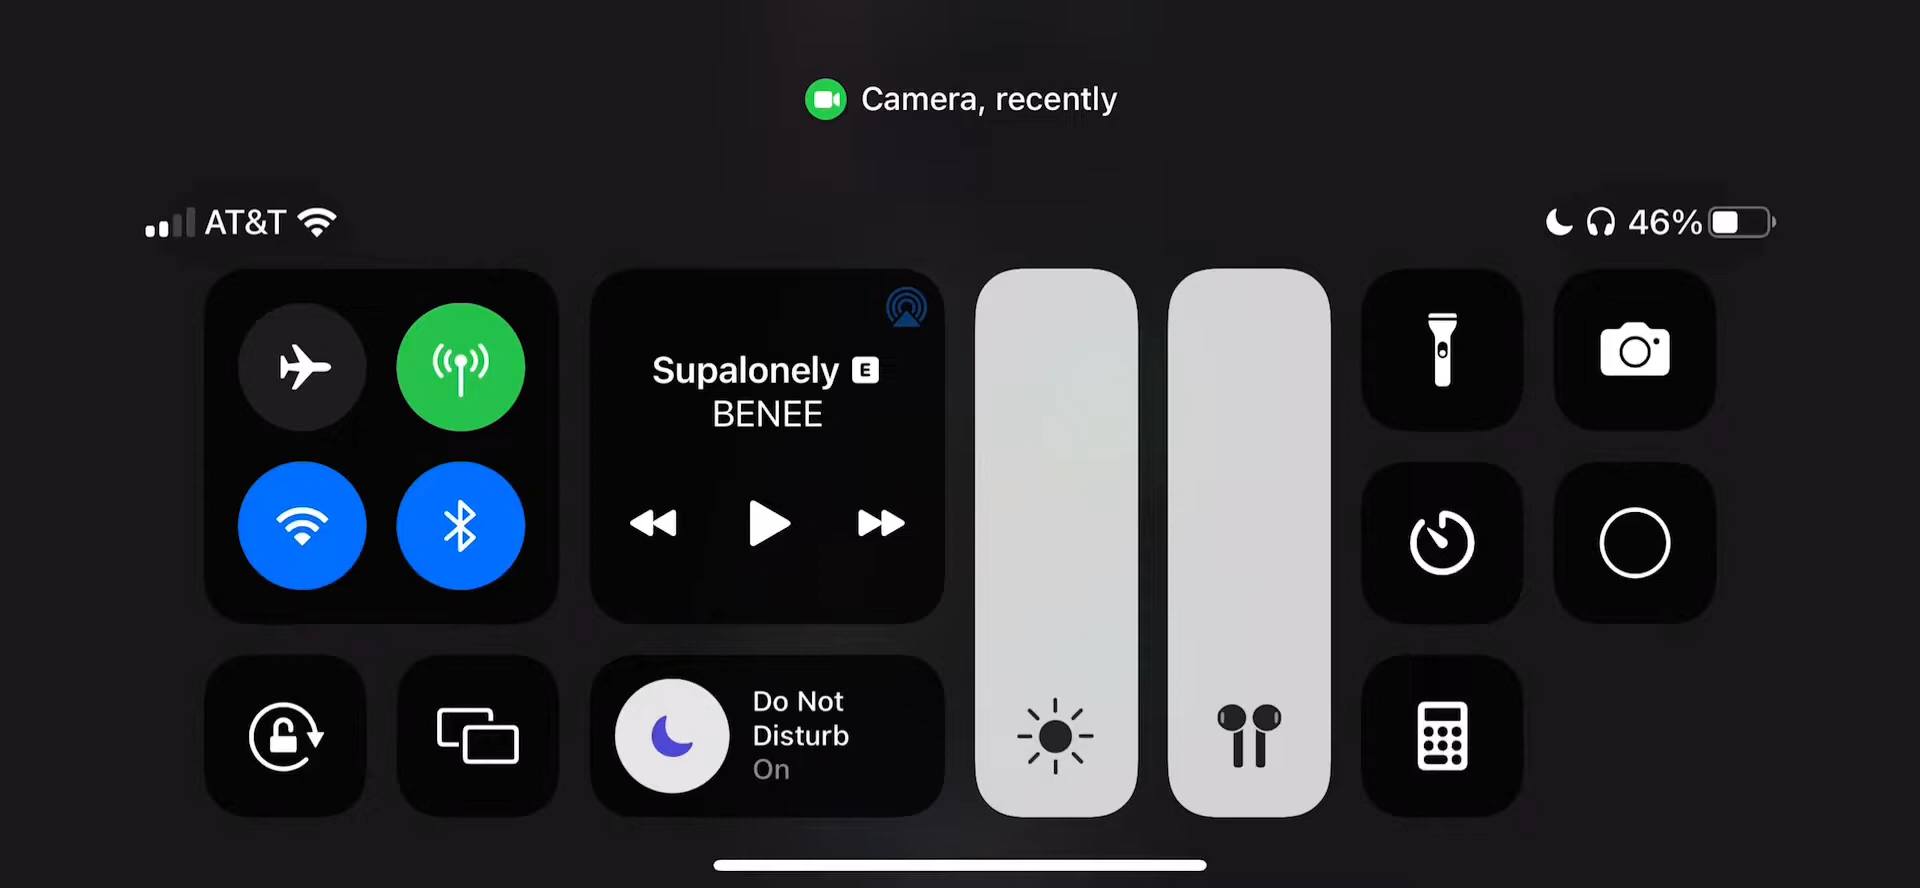 Camera, recently
AT&T
46%
Supalonely E
BENEE
Do Not
Disturb
On